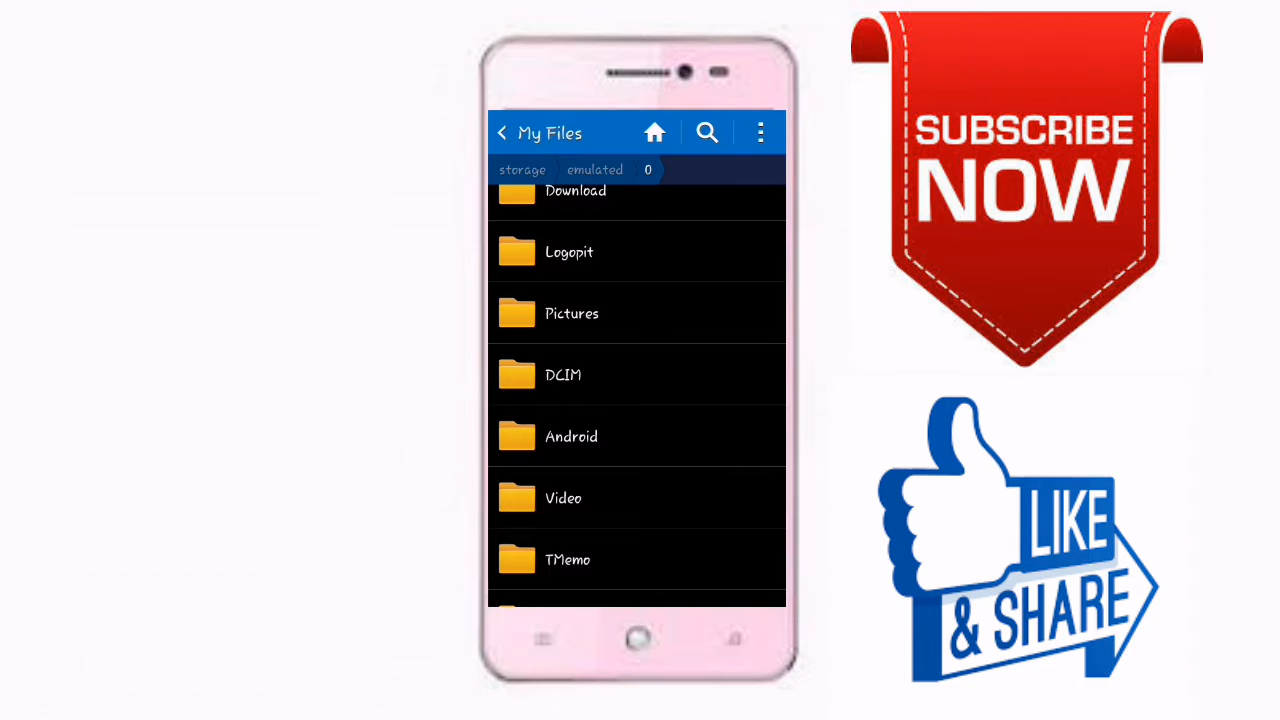 My Files
storage emulated 0
Download
Logopit
Pictures
DCIM
Android
Video
TMemo
SUBSCRIBE
NOW
LIKE
& SHARE